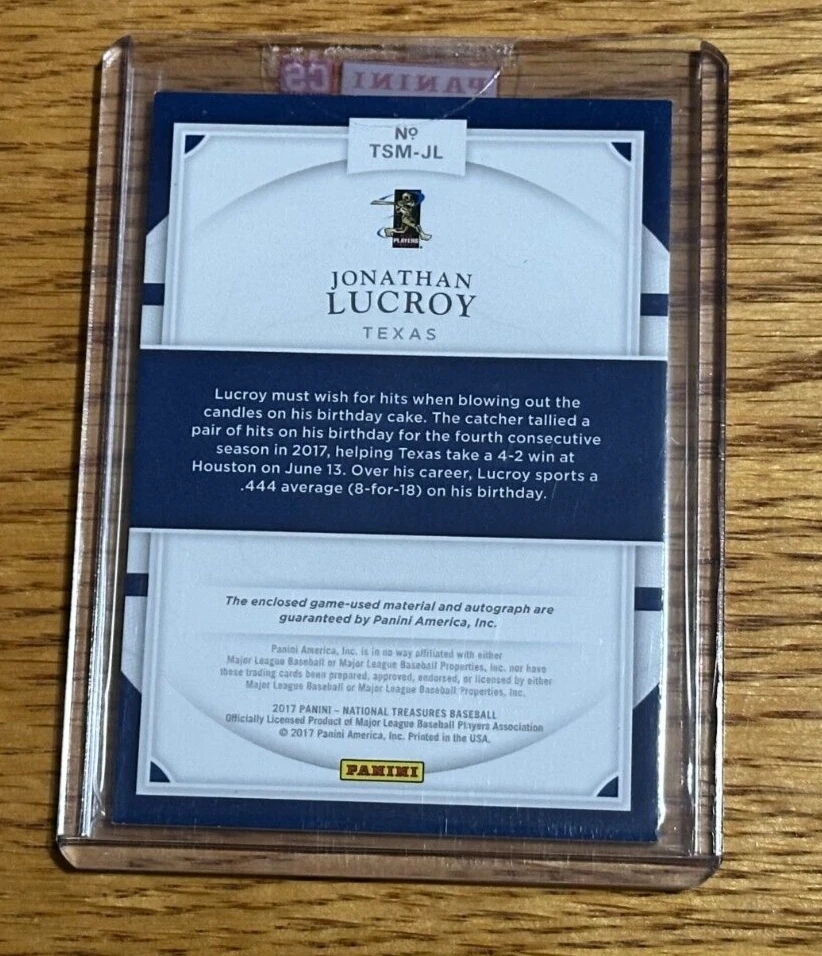 PANINI
CS
Nº
TSM-JL
PLAYERS
JONATHAN
LUCROY
TEXAS
Lucroy must wish for hits when blowing out the
candles on his birthday cake. The catcher tallied a
pair of hits on his birthday for the fourth consecutive
season in 2017, helping Texas take a 4-2 win at
Houston on June 13. Over his career, Lucroy sports a
.444 average (8-for-18) on his birthday.
The enclosed game-used material and autograph are
guaranteed by Panini America, Inc.
Panini America, Inc. is in no way affiliated with either
Major League Baseball or Major League Baseball Properties, Inc. nor have
these trading cards been prepared, approved, endorsed, or licensed by either
Major League Baseball or Major League Baseball Properties, Inc.
2017 PANINI – NATIONAL TREASURES BASEBALL
Officially Licensed Product of Major League Baseball Players Association
© 2017 Panini America, Inc. Printed in the USA.
PANINI